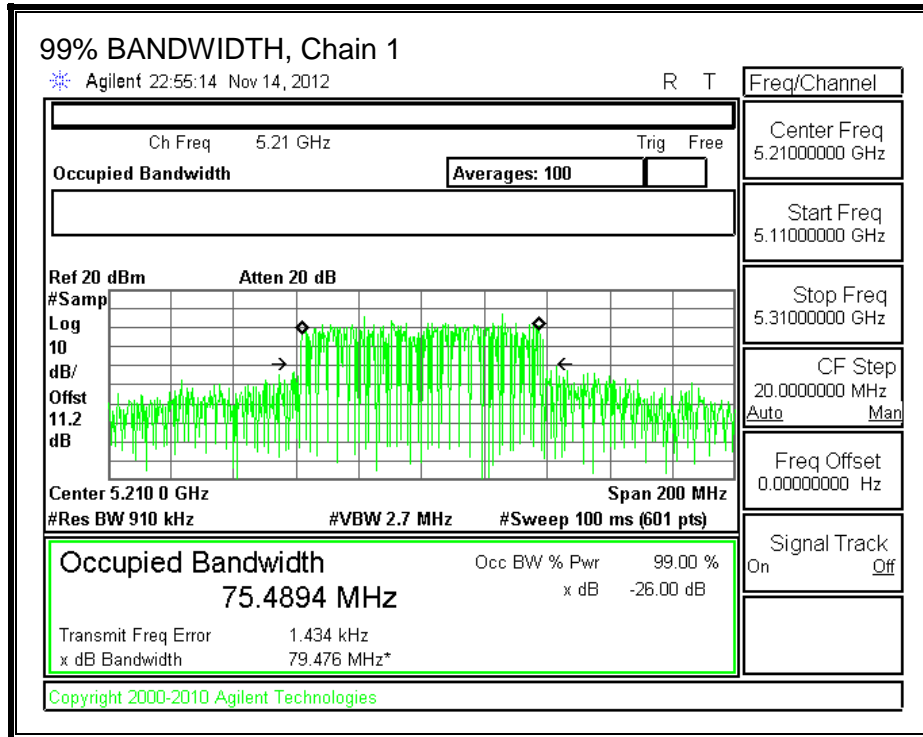 99% BANDWIDTH, Chain 1
Agilent 22:55:14 Nov 14, 2012 R T
Freq/Channel
Ch Freq 5.21 GHz Trig Free
Occupied Bandwidth Averages: 100
Center Freq
5.21000000 GHz
Start Freq
5.11000000 GHz
Stop Freq
5.31000000 GHz
CF Step
20.0000000 MHz
Auto Man
Freq Offset
0.00000000 Hz
Signal Track
On Off
Ref 20 dBm Atten 20 dB
#Samp
Log
10
dB/
Offst
11.2
dB
Center 5.210 0 GHz Span 200 MHz
#Res BW 910 kHz #VBW 2.7 MHz #Sweep 100 ms (601 pts)
Occupied Bandwidth Occ BW % Pwr 99.00 %
75.4894 MHz x dB -26.00 dB
Transmit Freq Error 1.434 kHz
x dB Bandwidth 79.476 MHz*
Copyright 2000-2010 Agilent Technologies